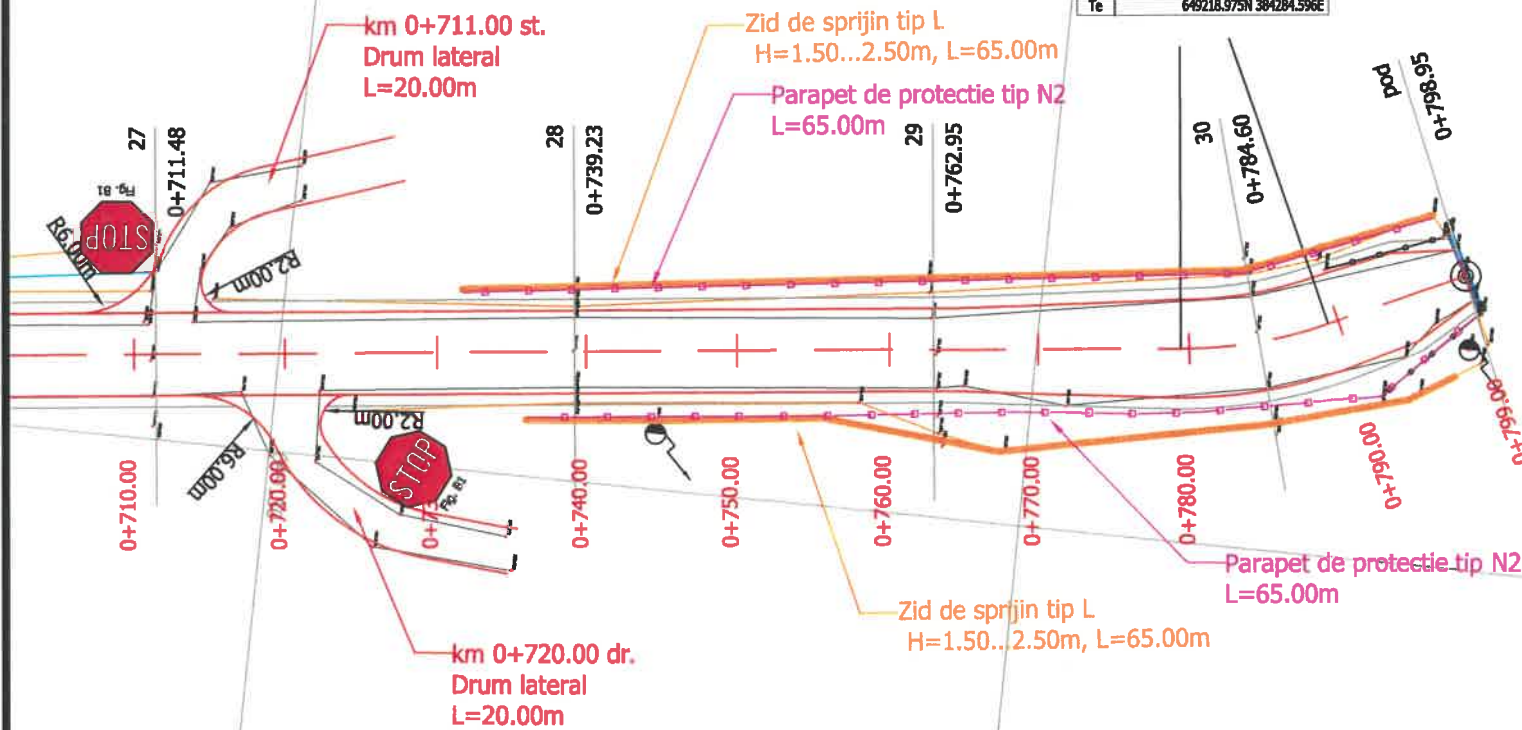 Te 649218.975N 384284.596E
km 0+711.00 st.
Drum lateral
L=20.00m
Zid de sprijin tip L
H=1.50...2.50m, L=65.00m
Parapet de protectie tip N2
L=65.00m
27
0+711.48
28
0+739.23
29
0+762.95
30
0+784.60
pod
0+798.95
Fig. B1
STOP
R6.00m
R2.00m
R2.00m
R6.00m
STOP
Fig. B1
0+710.00
0+720.00
0+740.00
0+750.00
0+760.00
0+770.00
0+780.00
0+790.00
0+799.00
Parapet de protectie tip N2
L=65.00m
Zid de sprijin tip L
H=1.50...2.50m, L=65.00m
km 0+720.00 dr.
Drum lateral
L=20.00m